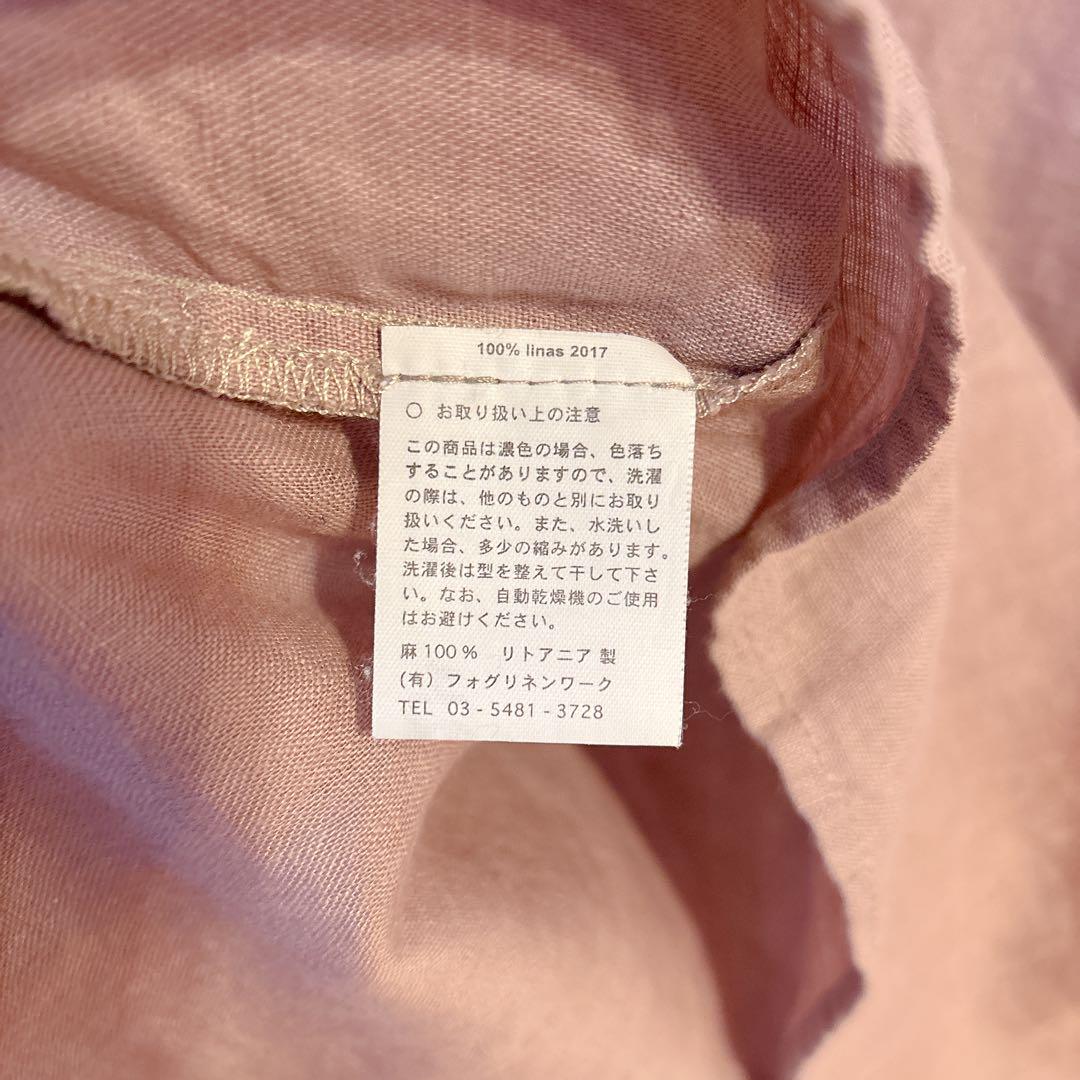 100% linas 2017
〇 お取り扱い上の注意
この商品は濃色の場合、色落ち
することがありますので、洗濯
の際は、他のものと別にお取り
扱いください。また、水洗いし
た場合、多少の縮みがあります。
洗濯後は型を整えて干して下さ
い。なお、自動乾燥機のご使用
はお避けください。
麻100% リトアニア 製
(有) フォグリネンワーク
TEL 03 - 5481 - 3728